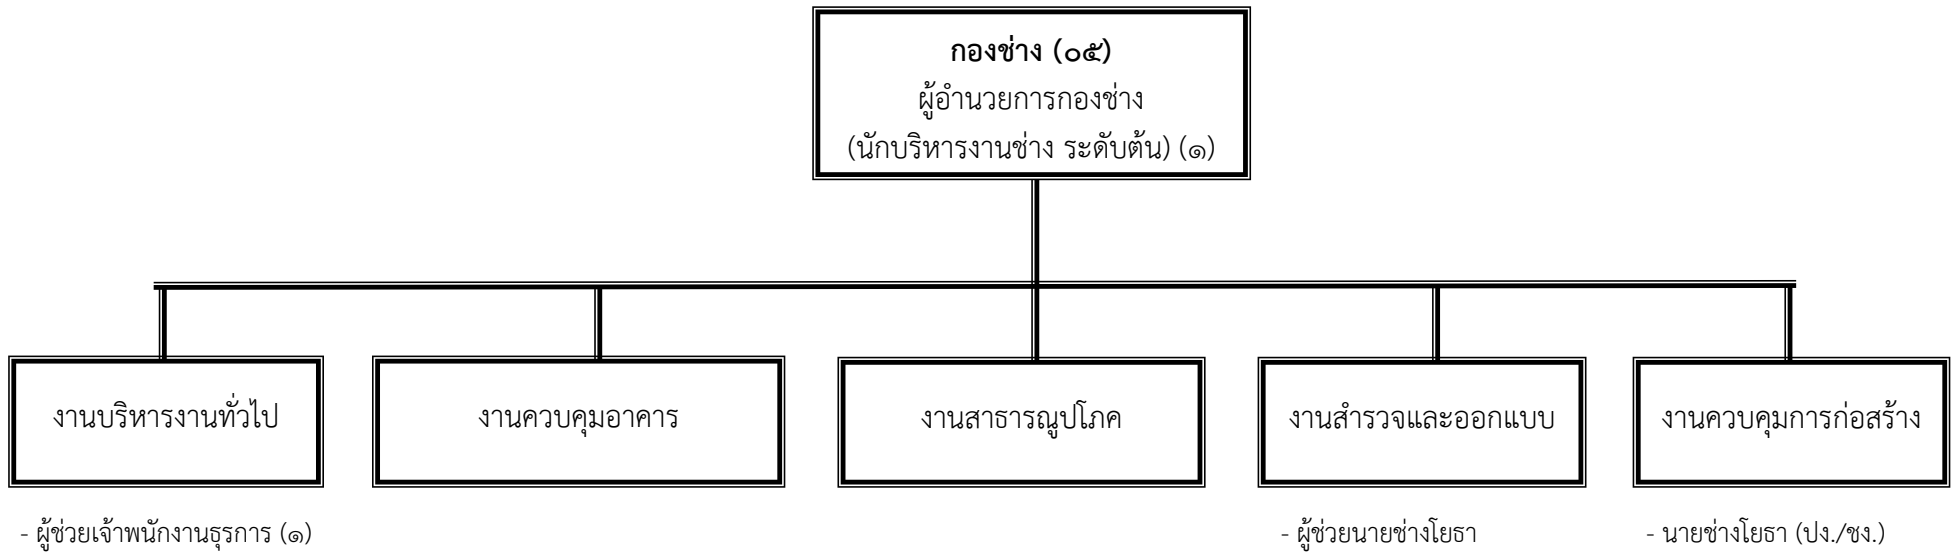 กองช่าง (๐๕)
ผู้อำนวยการกองช่าง
(นักบริหารงานช่าง ระดับต้น) (๑)
งานบริหารงานทั่วไป
งานควบคุมอาคาร
งานสาธารณูปโภค
งานสำรวจและออกแบบ
งานควบคุมการก่อสร้าง
- ผู้ช่วยเจ้าพนักงานธุรการ (๑)
- ผู้ช่วยนายช่างโยธา
- นายช่างโยธา (ปง./ชง.)